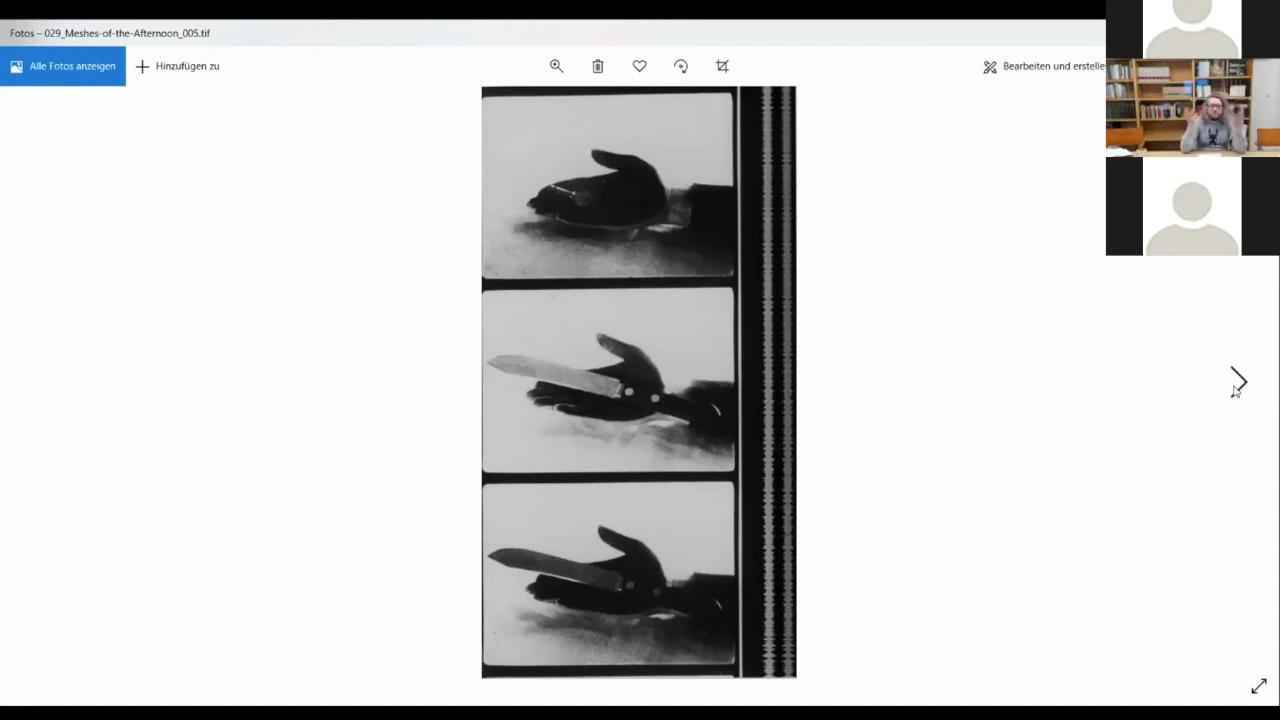 Fotos – 029_Meshes-of-the-Afternoon_005.tif
Alle Fotos anzeigen
Hinzufügen zu
Bearbeiten und erstelle